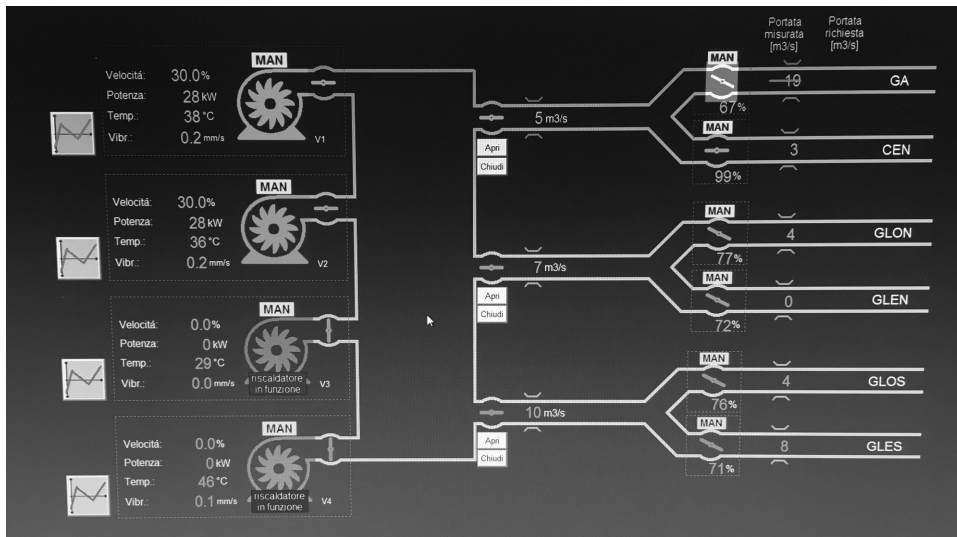 Portata misurata [m3/s]
Portata richiesta [m3/s]
MAN
Velocitá: 30.0%
Potenza: 28 kW
Temp.: 38 °C
Vibr.: 0.2 mm/s
V1
MAN
Velocitá: 30.0%
Potenza: 28 kW
Temp.: 36 °C
Vibr.: 0.2 mm/s
V2
MAN
Velocitá: 0.0%
Potenza: 0 kW
Temp.: 29 °C
Vibr.: 0.0 mm/s
riscaldatore
in funzione
V3
MAN
Velocitá: 0.0%
Potenza: 0 kW
Temp.: 46 °C
Vibr.: 0.1 mm/s
riscaldatore
in funzione
V4
5 m3/s
Apri
Chiudi
7 m3/s
Apri
Chiudi
10 m3/s
Apri
Chiudi
MAN
67%
19
GA
MAN
99%
3
CEN
MAN
77%
4
GLON
MAN
72%
0
GLEN
MAN
76%
4
GLOS
MAN
71%
8
GLES